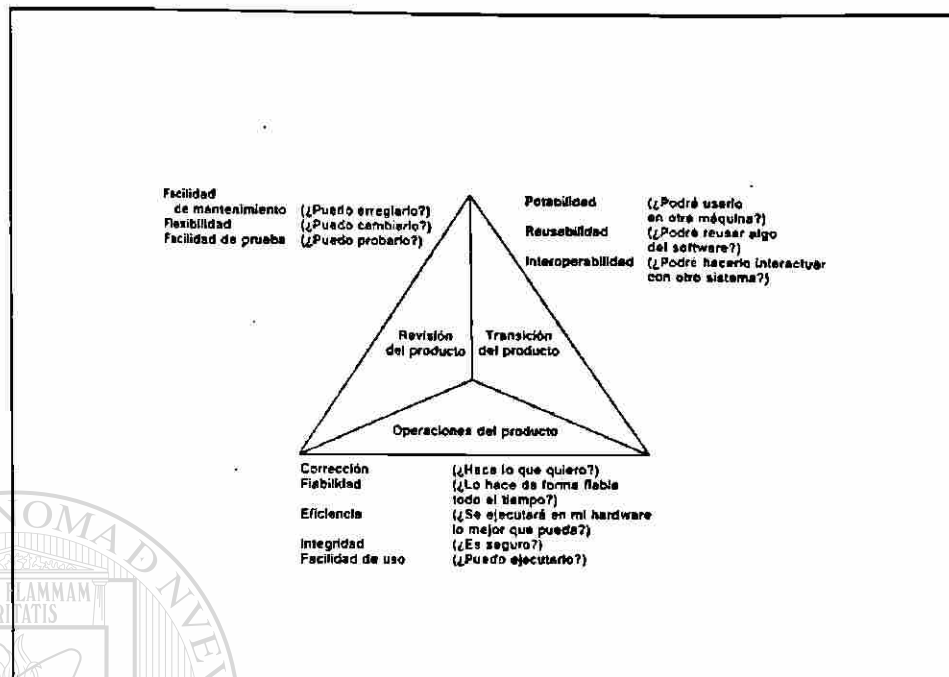 Facilidad
de mantenimiento (¿Puedo arreglarlo?)
Flexibilidad (¿Puedo cambiarlo?)
Facilidad de prueba (¿Puedo probarlo?)
Potabilidad (¿Podré usarlo
en otra máquina?)
Reusabilidad (¿Podré reusar algo
del software?)
Interoperabilidad (¿Podré hacerlo interactuar
con otro sistema?)
Revisión
del producto
Transición
del producto
Operaciones del producto
Corrección (¿Hace lo que quiero?)
Fiabilidad (¿Lo hace de forma fiable
todo el tiempo?)
Eficiencia (¿Se ejecutará en mi hardware
lo mejor que pueda?)
Integridad (¿Es seguro?)
Facilidad de uso (¿Puedo ejecutarlo?)